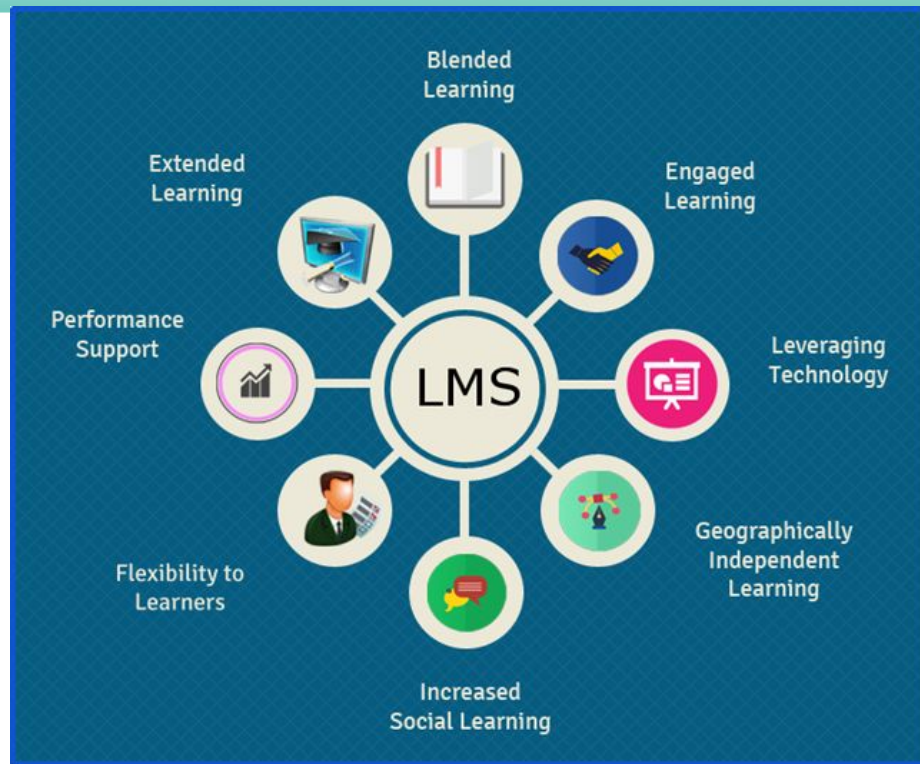 Blended
Learning
Engaged
Learning
Leveraging
Technology
Geographically
Independent
Learning
Increased
Social Learning
Flexibility to
Learners
Performance
Support
Extended
Learning
LMS